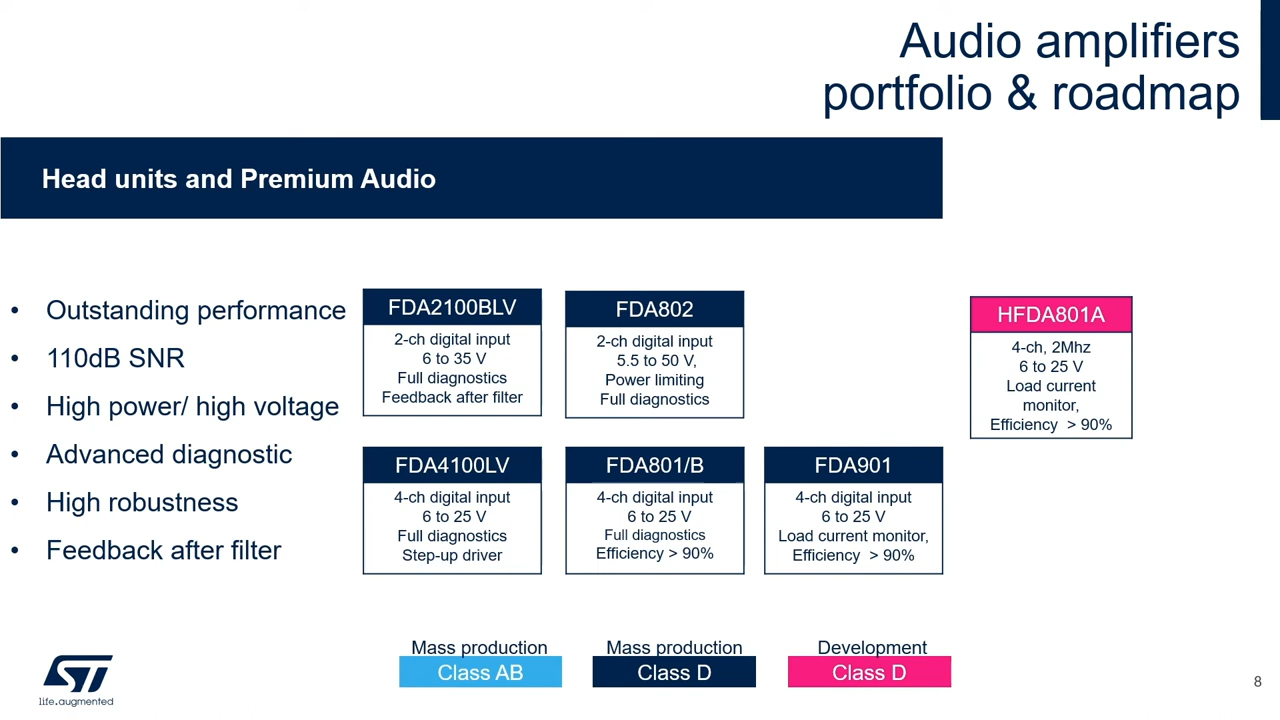 Audio amplifiers
portfolio & roadmap
Head units and Premium Audio
• Outstanding performance
• 110dB SNR
• High power/ high voltage
• Advanced diagnostic
• High robustness
• Feedback after filter
FDA2100BLV
2-ch digital input
6 to 35 V
Full diagnostics
Feedback after filter
FDA802
2-ch digital input
5.5 to 50 V,
Power limiting
Full diagnostics
HFDA801A
4-ch, 2Mhz
6 to 25 V
Load current
monitor,
Efficiency > 90%
FDA4100LV
4-ch digital input
6 to 25 V
Full diagnostics
Step-up driver
FDA801/B
4-ch digital input
6 to 25 V
Full diagnostics
Efficiency > 90%
FDA901
4-ch digital input
6 to 25 V
Load current monitor,
Efficiency > 90%
Mass production
Class AB
Mass production
Class D
Development
Class D
ST
life.augmented
8